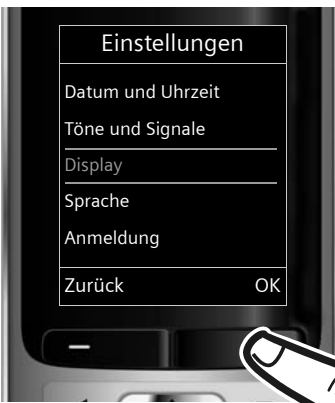 Einstellungen
Datum und Uhrzeit
Töne und Signale
Display
Sprache
Anmeldung
Zurück OK